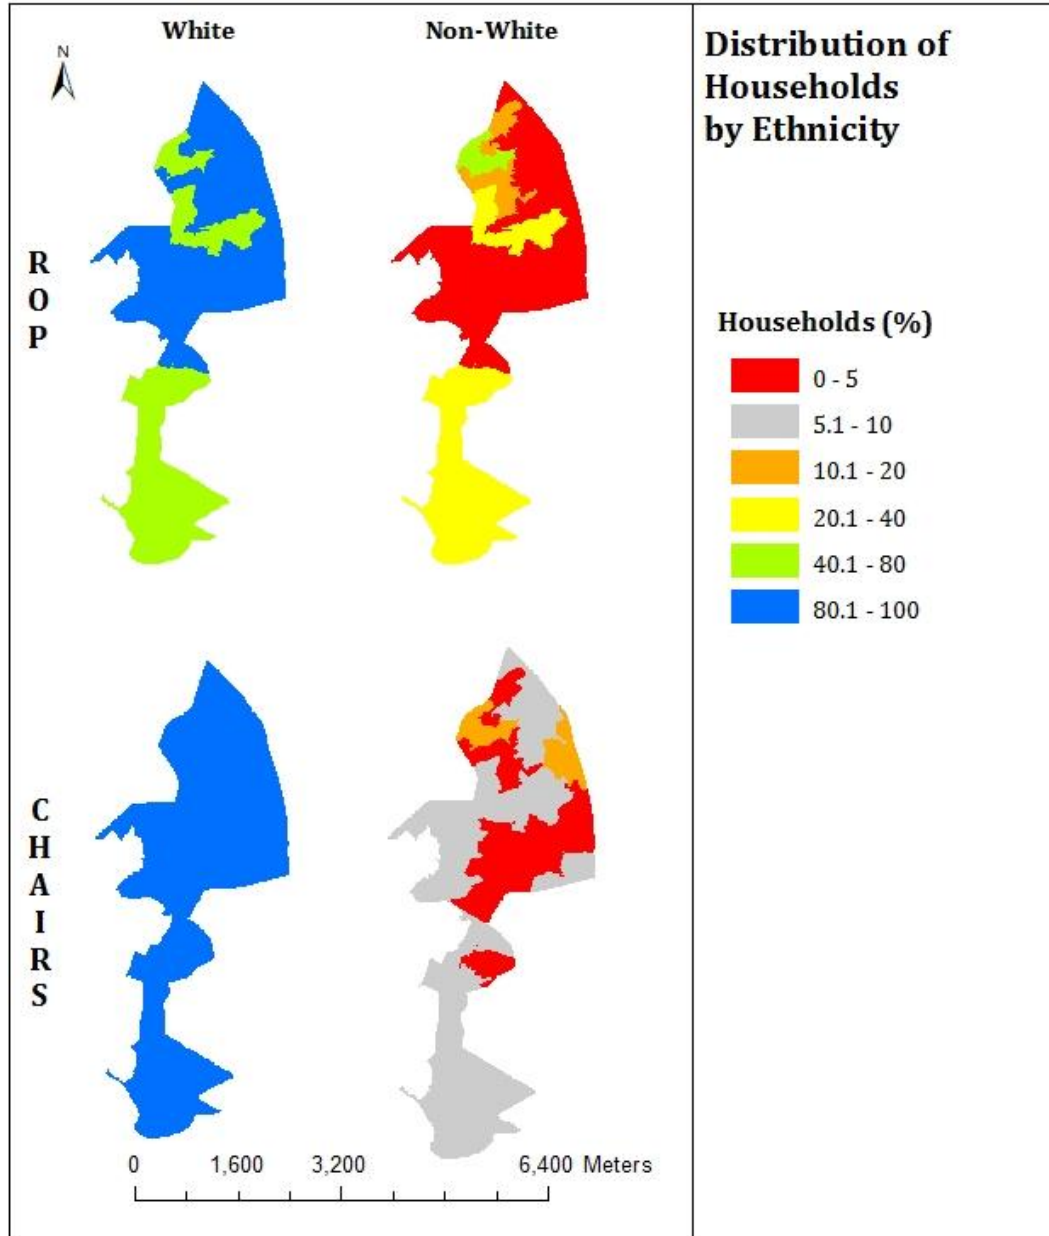 White
Non-White
N
Distribution of
Households
by Ethnicity
R
O
P
Households (%)
0 - 5
5.1 - 10
10.1 - 20
20.1 - 40
40.1 - 80
80.1 - 100
C
H
A
I
R
S
0 1,600 3,200 6,400 Meters